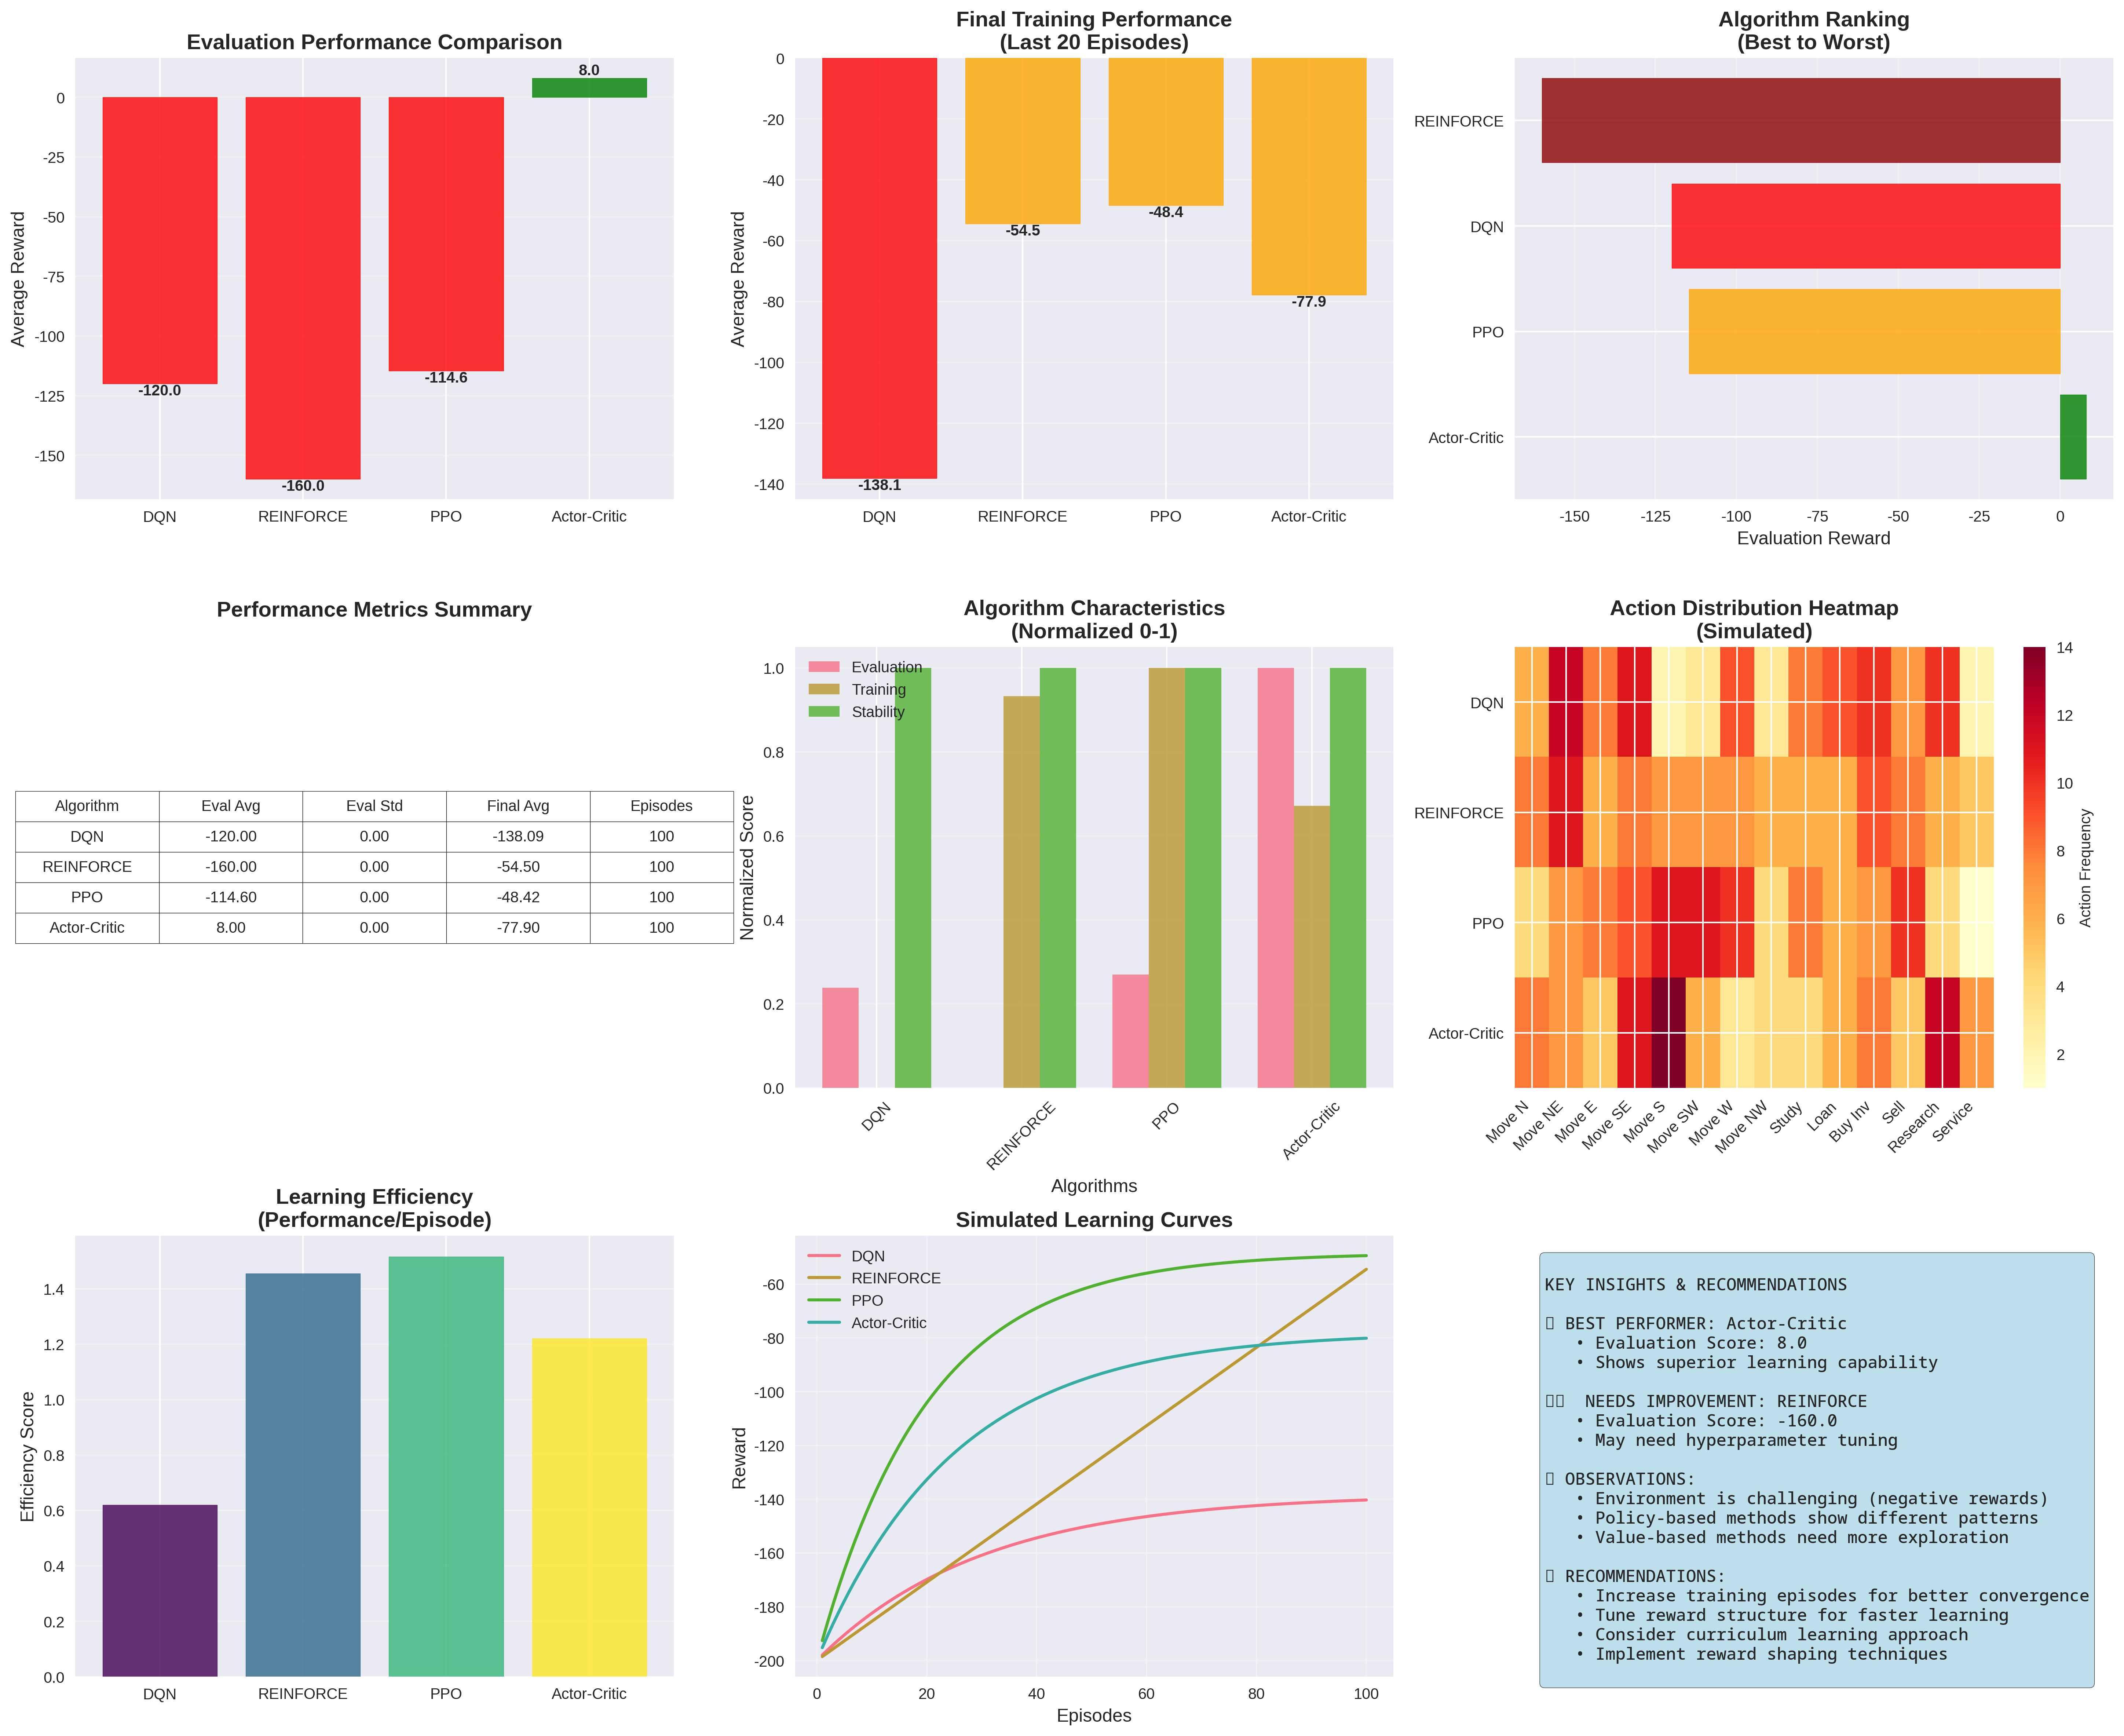 Evaluation Performance Comparison
Average Reward
0
-25
-50
-75
-100
-125
-150
-120.0
-160.0
-114.6
8.0
DQN
REINFORCE
PPO
Actor-Critic
Final Training Performance
(Last 20 Episodes)
Average Reward
0
-20
-40
-60
-80
-100
-120
-140
-138.1
-54.5
-48.4
-77.9
DQN
REINFORCE
PPO
Actor-Critic
Algorithm Ranking
(Best to Worst)
REINFORCE
DQN
PPO
Actor-Critic
-150
-125
-100
-75
-50
-25
0
Evaluation Reward
Performance Metrics Summary
Algorithm Eval Avg Eval Std Final Avg Episodes
DQN -120.00 0.00 -138.09 100
REINFORCE -160.00 0.00 -54.50 100
PPO -114.60 0.00 -48.42 100
Actor-Critic 8.00 0.00 -77.90 100
Algorithm Characteristics
(Normalized 0-1)
Normalized Score
1.0
0.8
0.6
0.4
0.2
0.0
Evaluation
Training
Stability
DQN
REINFORCE
PPO
Actor-Critic
Algorithms
Action Distribution Heatmap
(Simulated)
DQN
REINFORCE
PPO
Actor-Critic
Move N
Move NE
Move E
Move SE
Move S
Move SW
Move W
Move NW
Study
Loan
Buy Inv
Sell
Research
Service
14
12
10
8
6
4
2
Action Frequency
Learning Efficiency
(Performance/Episode)
Efficiency Score
1.4
1.2
1.0
0.8
0.6
0.4
0.2
0.0
DQN
REINFORCE
PPO
Actor-Critic
Simulated Learning Curves
Reward
-60
-80
-100
-120
-140
-160
-180
-200
DQN
REINFORCE
PPO
Actor-Critic
0
20
40
60
80
100
Episodes
KEY INSIGHTS & RECOMMENDATIONS
BEST PERFORMER: Actor-Critic
• Evaluation Score: 8.0
• Shows superior learning capability
NEEDS IMPROVEMENT: REINFORCE
• Evaluation Score: -160.0
• May need hyperparameter tuning
OBSERVATIONS:
• Environment is challenging (negative rewards)
• Policy-based methods show different patterns
• Value-based methods need more exploration
RECOMMENDATIONS:
• Increase training episodes for better convergence
• Tune reward structure for faster learning
• Consider curriculum learning approach
• Implement reward shaping techniques